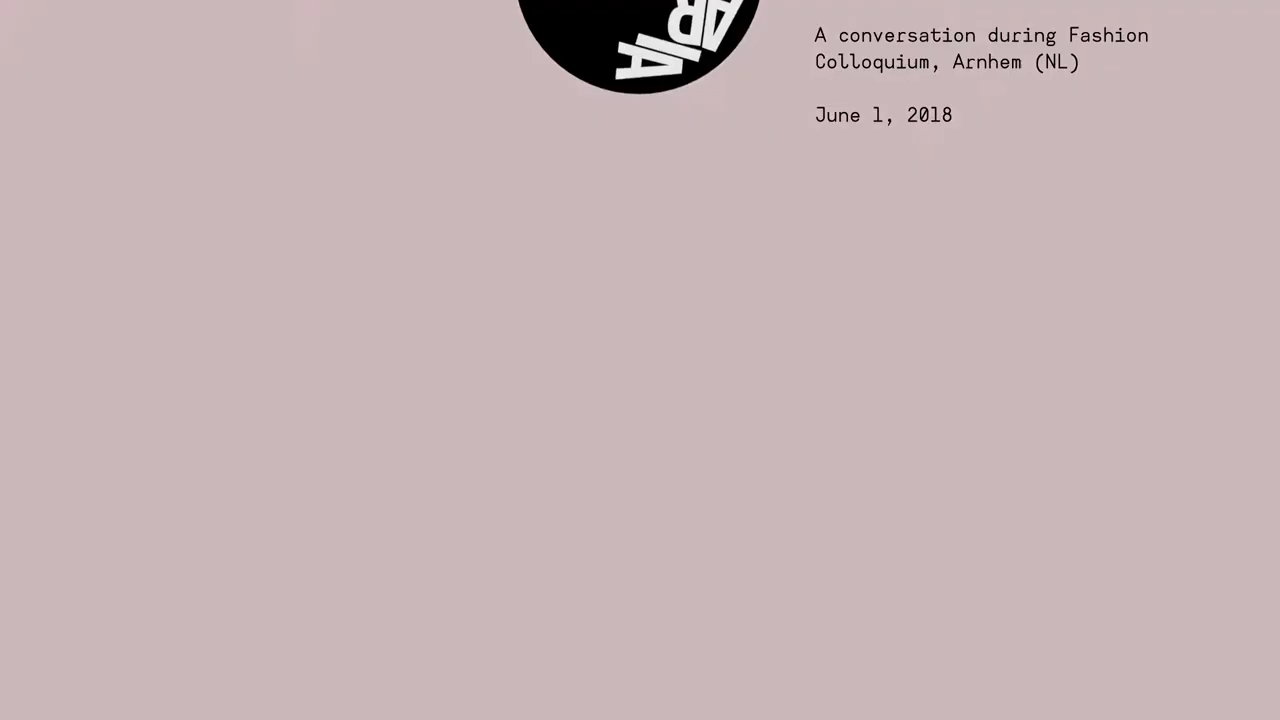 A conversation during Fashion
Colloquium, Arnhem (NL)
June 1, 2018